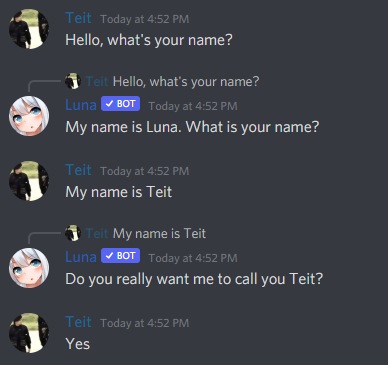 Teit Today at 4:52 PM
Hello, what's your name?
Teit Hello, what's your name?
Luna ✓ BOT Today at 4:52 PM
My name is Luna. What is your name?
Teit Today at 4:52 PM
My name is Teit
Teit My name is Teit
Luna ✓ BOT Today at 4:52 PM
Do you really want me to call you Teit?
Teit Today at 4:52 PM
Yes